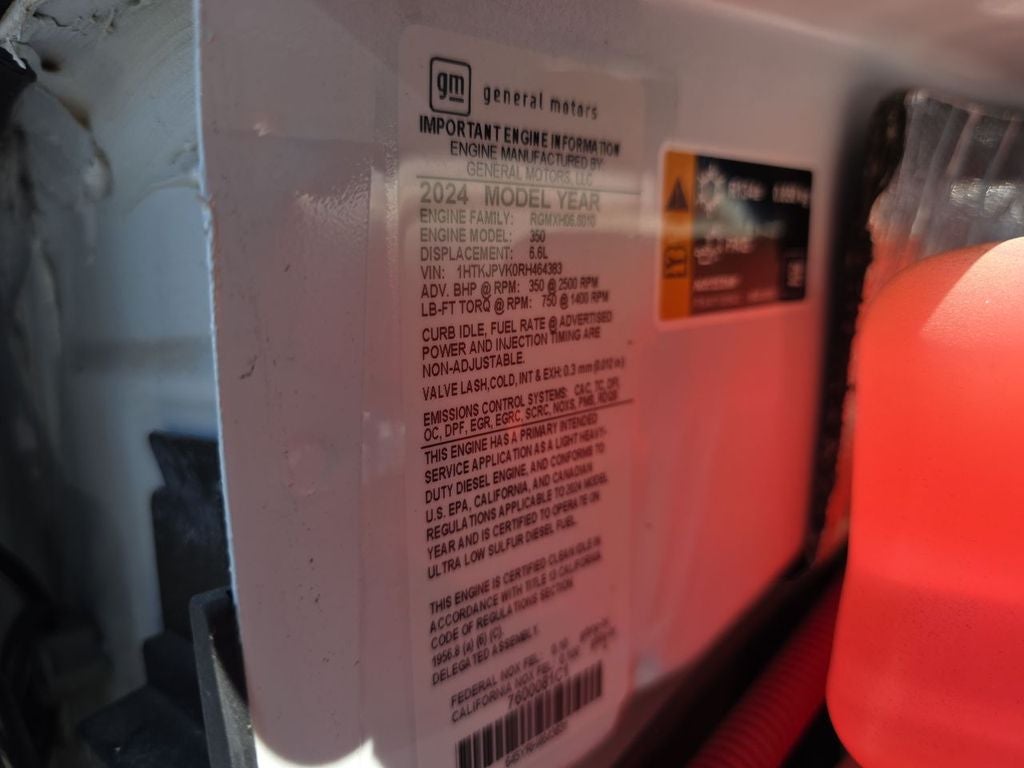 gm general motors
IMPORTANT ENGINE INFORMATION
ENGINE MANUFACTURED BY:
GENERAL MOTORS, LLC
2024 MODEL YEAR
ENGINE FAMILY: RGMXH06.6010
ENGINE MODEL: 350
DISPLACEMENT: 6.6L
VIN: 1HTKJPVK0RH464383
ADV. BHP @ RPM: 350 @ 2500 RPM
LB-FT TORQ @ RPM: 750 @ 1400 RPM
CURB IDLE, FUEL RATE @ ADVERTISED
POWER AND INJECTION TIMING ARE
NON-ADJUSTABLE.
VALVE LASH,COLD, INT & EXH: 0.3 mm (0.012 in)
EMISSIONS CONTROL SYSTEMS: CAC, TC, DFI,
OC, DPF, EGR, EGRC, SCRC, NOXS, PMS,
THIS ENGINE HAS A PRIMARY INTENDED
SERVICE APPLICATION AS A LIGHT HEAVY-
DUTY DIESEL ENGINE, AND CONFORMS TO
U.S. EPA, CALIFORNIA, AND CANADIAN
REGULATIONS APPLICABLE TO 2024 MODEL
YEAR AND IS CERTIFIED TO OPERATE ON
ULTRA LOW SULFUR DIESEL FUEL.
THIS ENGINE IS CERTIFIED CLEAN IDLE IN
ACCORDANCE WITH TITLE 13 CALIFORNIA
CODE OF REGULATIONS SECTION
1956.8 (a) (6) (C).
DELEGATED ASSEMBLY.
FEDERAL NOX FEL
CALIFORNIA NOX FEL
7600081C1